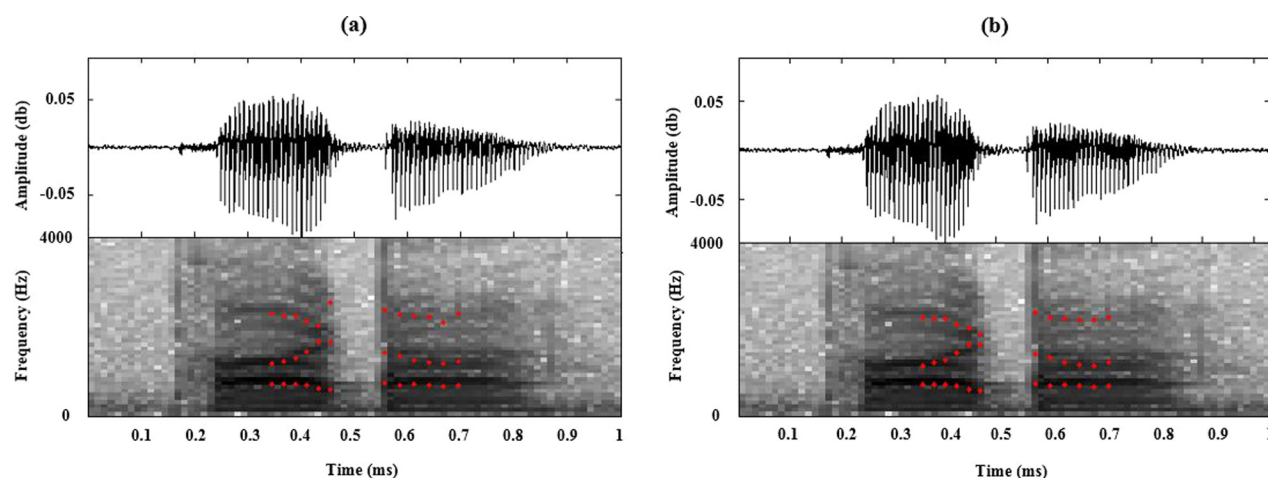 (a)
Amplitude (db)
0.05
-0.05
4000
Frequency (Hz)
0
0.1 0.2 0.3 0.4 0.5 0.6 0.7 0.8 0.9 1
Time (ms)
(b)
Amplitude (db)
0.05
-0.05
4000
Frequency (Hz)
0
0.1 0.2 0.3 0.4 0.5 0.6 0.7 0.8 0.9
Time (ms)